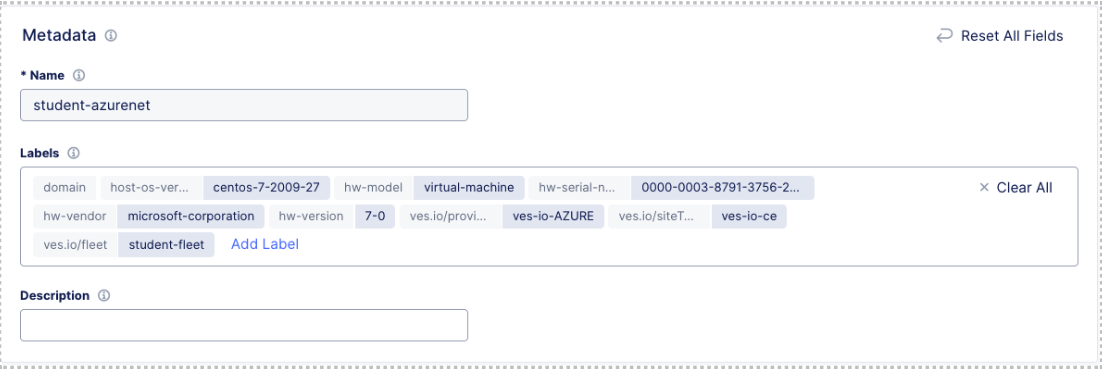 Metadata
Reset All Fields
* Name
student-azurenet
Labels
domain host-os-ver... centos-7-2009-27 hw-model virtual-machine hw-serial-n... 0000-0003-8791-3756-2... Clear All
hw-vendor microsoft-corporation hw-version 7-0 ves.io/provi... ves-io-AZURE ves.io/siteT... ves-io-ce
ves.io/fleet student-fleet Add Label
Description